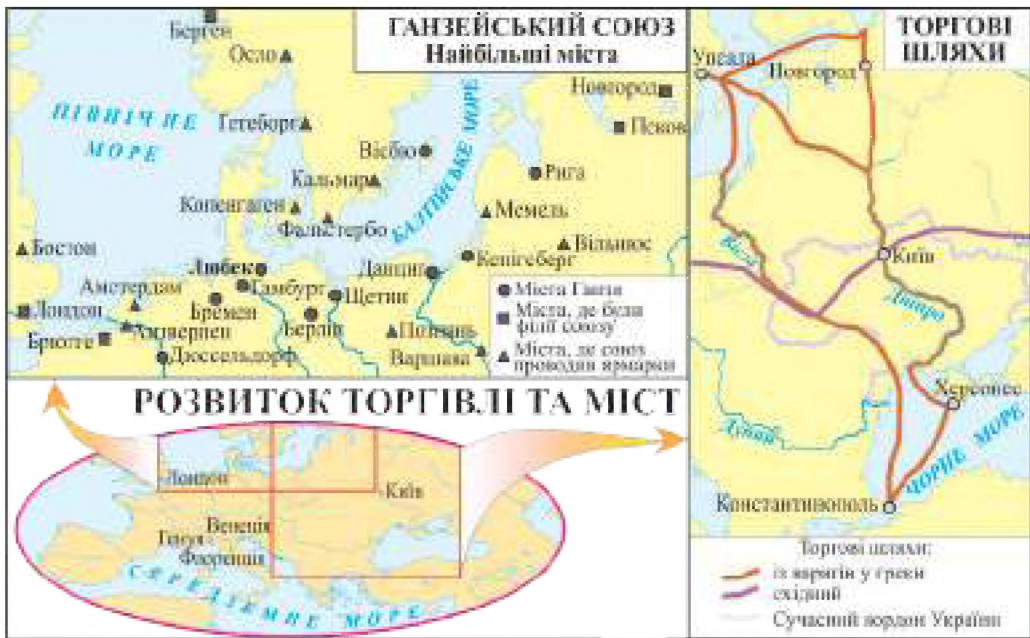 ГАНЗЕЙСЬКИЙ СОЮЗ
Найбільші міста
Берген
Осло
ПІВНІЧНЕ
МОРЕ
Гетеборг
Вісбю
Кальмар
Копенгаген
Фальстербо
БАЛТІЙСЬКЕ МОРЕ
Новгород
Псков
Рига
Мемель
Вільнюс
Бостон
Любек
Данциг
Кенігсберг
Амстердам
Гамбург
Щетин
Лондон
Бремен
Антверпен
Берлін
Познань
Брюгге
Дюссельдорф
Варшава
Міста Ганзи
Міста, де були
філії союзу
Міста, де союз
проводив ярмарки
РОЗВИТОК ТОРГІВЛІ ТА МІСТ
Лондон
Київ
Венеція
Генуя
Флоренція
СЕРЕДЗЕМНЕ МОРЕ
ТОРГОВІ
ШЛЯХИ
Упсала
Новгород
Вісла
Київ
Дніпро
Херсонес
Дунай
ЧОРНЕ МОРЕ
Константинополь
Торгові шляхи:
із варягів у греки
східний
Сучасний кордон України